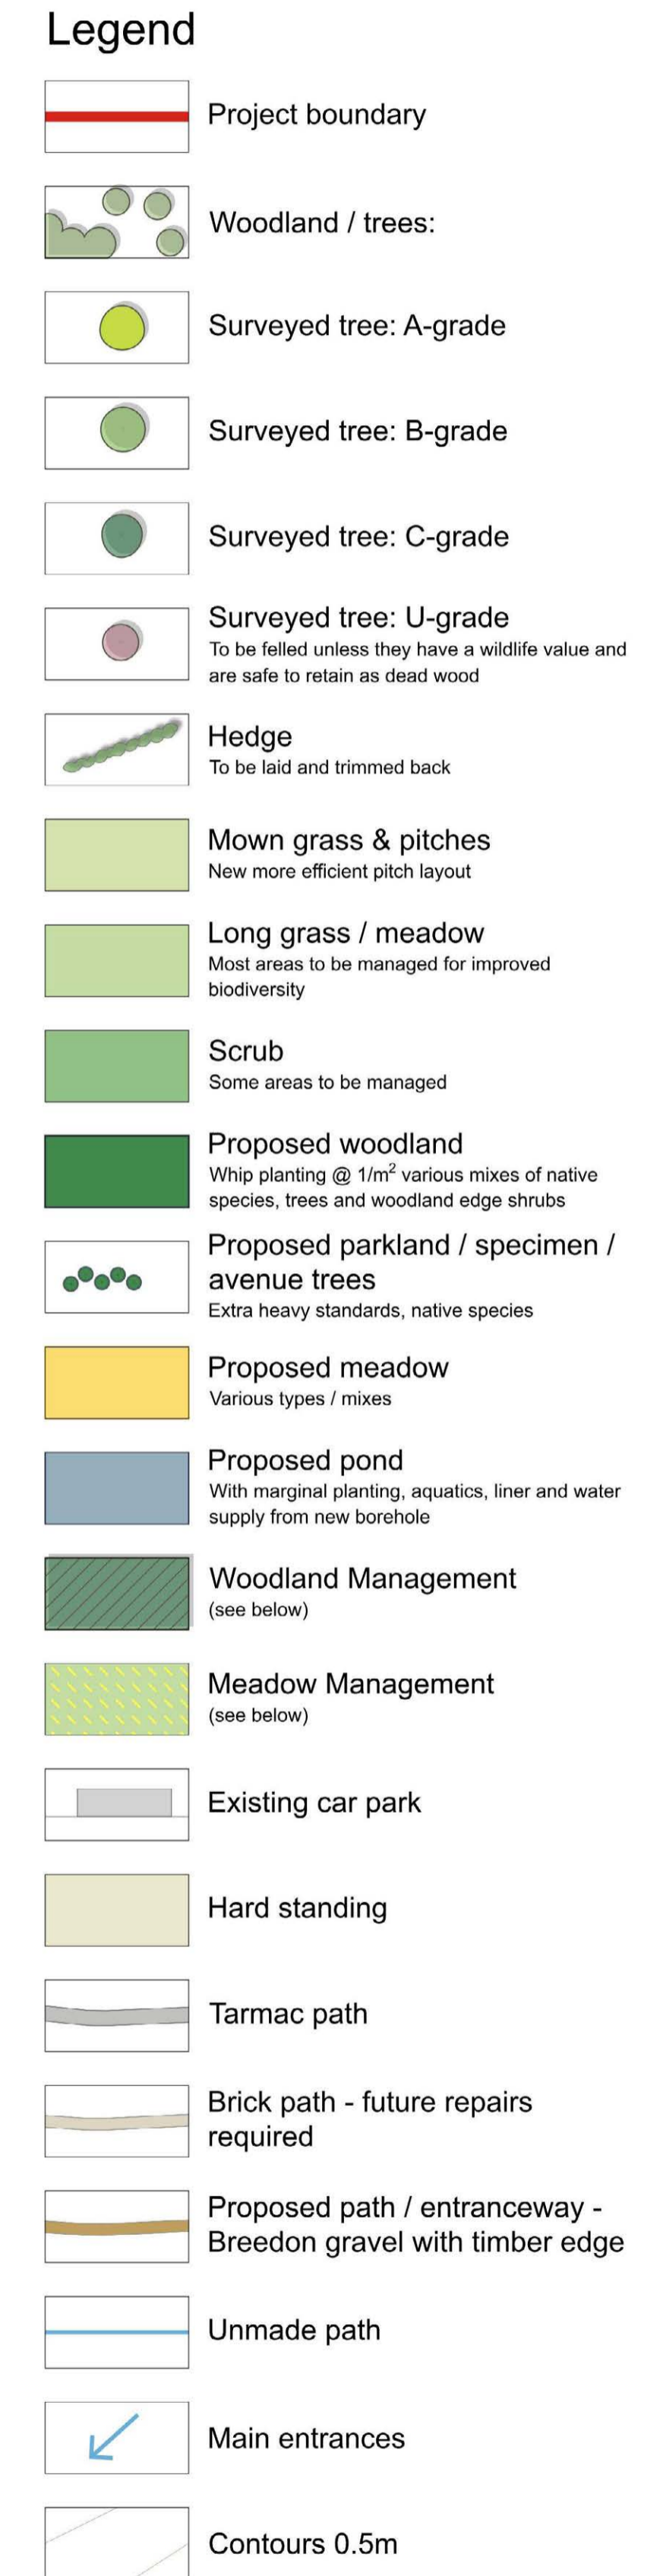 Legend
Project boundary
Woodland / trees:
Surveyed tree: A-grade
Surveyed tree: B-grade
Surveyed tree: C-grade
Surveyed tree: U-grade
To be felled unless they have a wildlife value and
are safe to retain as dead wood
Hedge
To be laid and trimmed back
Mown grass & pitches
New more efficient pitch layout
Long grass / meadow
Most areas to be managed for improved
biodiversity
Scrub
Some areas to be managed
Proposed woodland
Whip planting @ 1/m² various mixes of native
species, trees and woodland edge shrubs
Proposed parkland / specimen /
avenue trees
Extra heavy standards, native species
Proposed meadow
Various types / mixes
Proposed pond
With marginal planting, aquatics, liner and water
supply from new borehole
Woodland Management
(see below)
Meadow Management
(see below)
Existing car park
Hard standing
Tarmac path
Brick path - future repairs
required
Proposed path / entranceway -
Breedon gravel with timber edge
Unmade path
Main entrances
Contours 0.5m